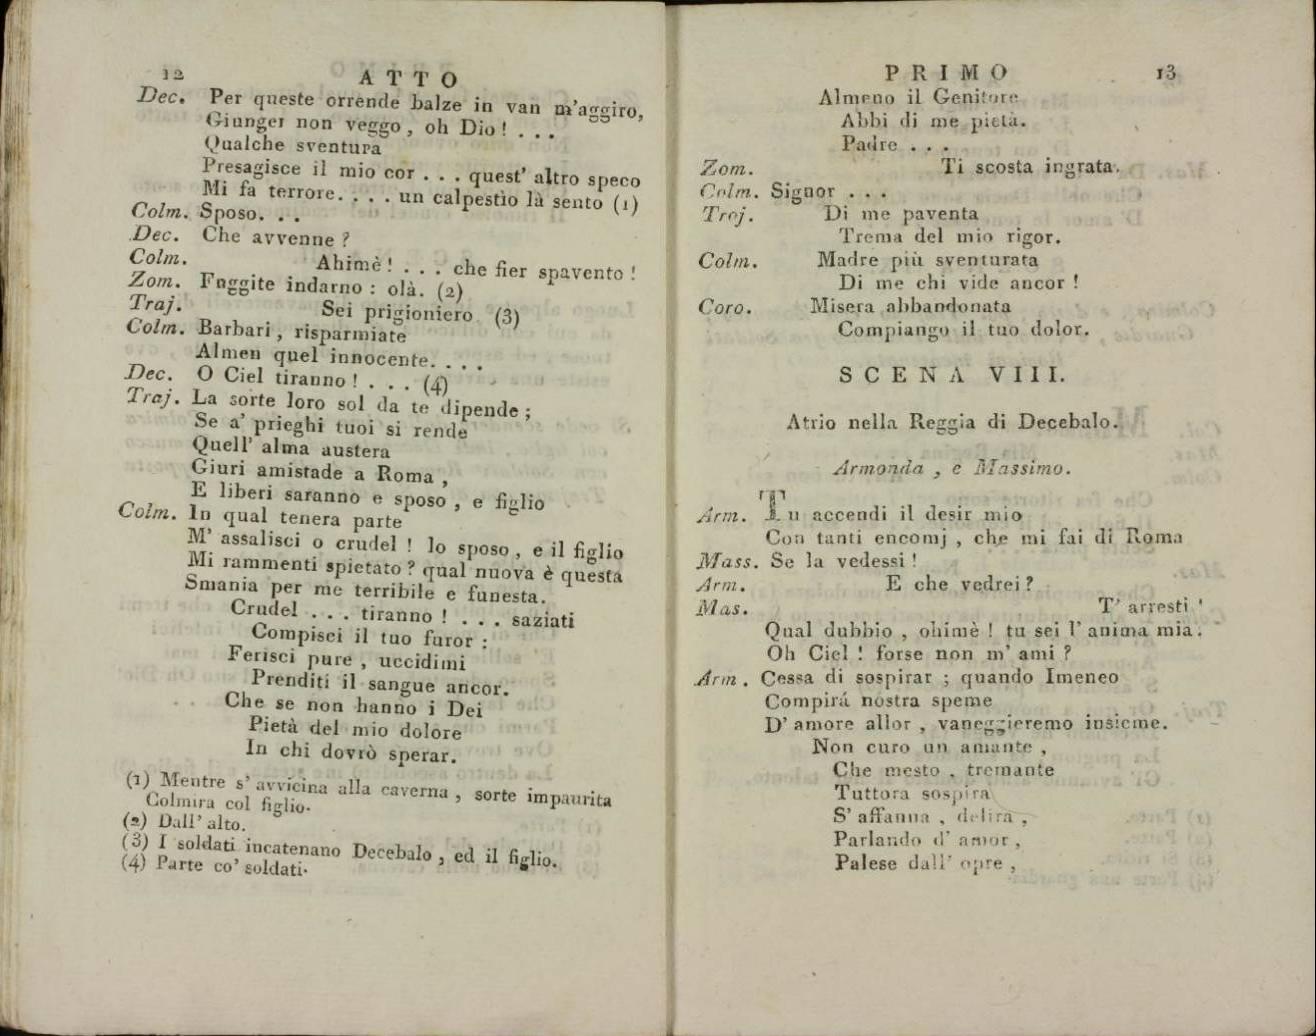 12 ATTO
Dec. Per queste orrende balze in van m'aggiro,
Giunger non veggo, oh Dio! . . .
Qualche sventura
Presagisce il mio cor . . . quest' altro speco
Mi fa terrore. . . . un calpestìo là sento (1)
Colm. Sposo. . .
Dec. Che avvenne ?
Colm. Ahimè! . . . che fier spavento !
Zom. Fuggite indarno : olà. (2)
Traj. Sei prigioniero (3)
Colm. Barbari, risparmiate
Almen quel innocente. . . .
Dec. O Ciel tiranno ! . . . (4)
Traj. La sorte loro sol da te dipende ;
Se a' prieghi tuoi si rende
Quell' alma austera
Giuri amistade a Roma ,
E liberi saranno e sposo , e figlio
Colm. In qual tenera parte
M' assalisci o crudel ! lo sposo , e il figlio
Mi rammenti spietato ? qual nuova è questa
Smania per me terribile e funesta.
Crudel . . . tiranno ! . . . saziati
Compisci il tuo furor :
Ferisci pure , uccidimi
Prenditi il sangue ancor.
Che se non hanno i Dei
Pietà del mio dolore
In chi dovrò sperar.
(1) Mentre s' avvicina alla caverna , sorte impaurita
Colmira col figlio.
(2) Dall' alto.
(3) I soldati incatenano Decebalo , ed il figlio.
(4) Parte co' soldati.
PRIMO 13
Almeno il Genitore
Abbi di me pietà.
Padre . . .
Zom. Ti scosta ingrata.
Colm. Signor . . .
Troj. Di me paventa
Trema del mio rigor.
Colm. Madre più sventurata
Di me chi vide ancor !
Coro. Misera abbandonata
Compiango il tuo dolor.
SCENA VIII.
Atrio nella Reggia di Decebalo.
Armonda , e Massimo.
Arm. Tu accendi il desir mio
Con tanti encomj , che mi fai di Roma
Mass. Se la vedessi !
Arm. E che vedrei ?
Mas. T' arresti !
Qual dubbio , ohimè ! tu sei l' anima mia.
Oh Ciel ! forse non m' ami ?
Arm. Cessa di sospirar ; quando Imeneo
Compirá nostra speme
D' amore allor , vaneggieremo insieme.
Non curo un amante ,
Che mesto , tremante
Tuttora sospira
S' affanna , delira ,
Parlando d' amor ,
Palese dall' opre ,